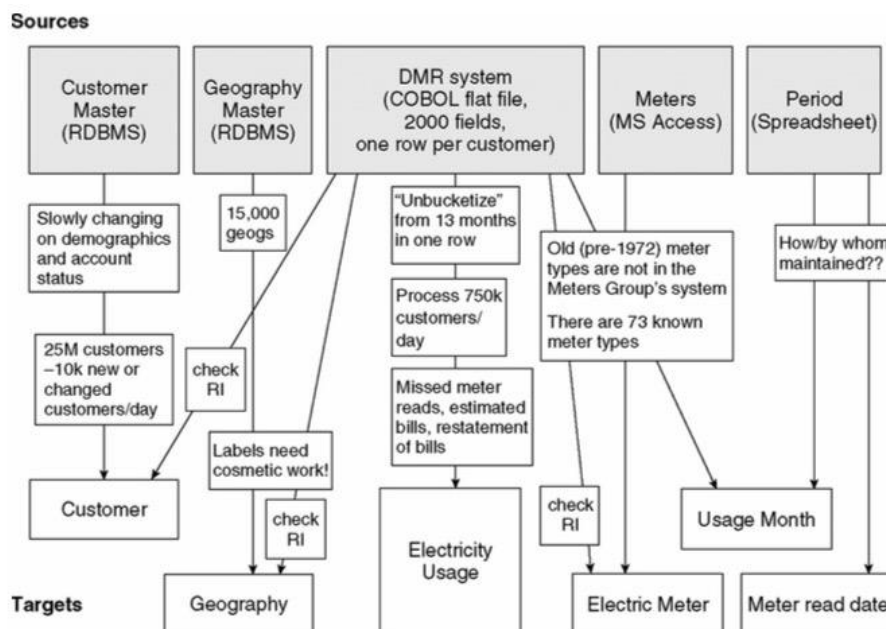 Sources
Customer
Master
(RDBMS)
Geography
Master
(RDBMS)
DMR system
(COBOL flat file,
2000 fields,
one row per customer)
Meters
(MS Access)
Period
(Spreadsheet)
Slowly changing
on demographics
and account
status
15,000
geogs
“Unbucketize”
from 13 months
in one row
Old (pre-1972) meter
types are not in the
Meters Group's system
There are 73 known
meter types
How/by whom
maintained??
Process 750k
customers/
day
25M customers
~10k new or
changed
customers/day
check
RI
Missed meter
reads, estimated
bills, restatement
of bills
Labels need
cosmetic work!
check
RI
check
RI
Customer
Electricity
Usage
Usage Month
Targets
Geography
Electric Meter
Meter read date